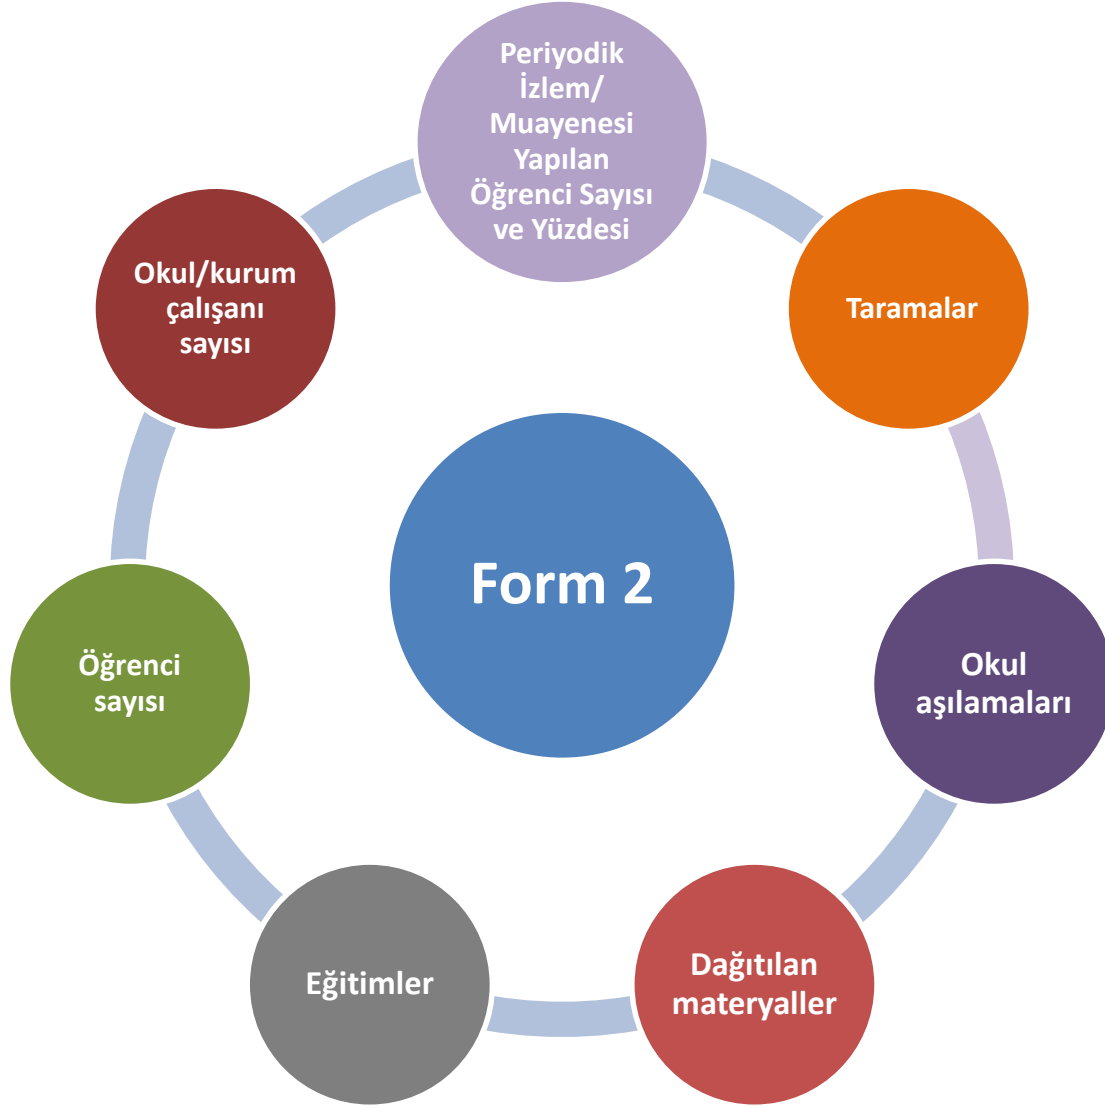 Periyodik
İzlem/
Muayenesi
Yapılan
Öğrenci Sayısı
ve Yüzdesi
Taramalar
Okul
aşılamaları
Dağıtılan
materyaller
Eğitimler
Öğrenci
sayısı
Okul/kurum
çalışanı
sayısı
Form 2